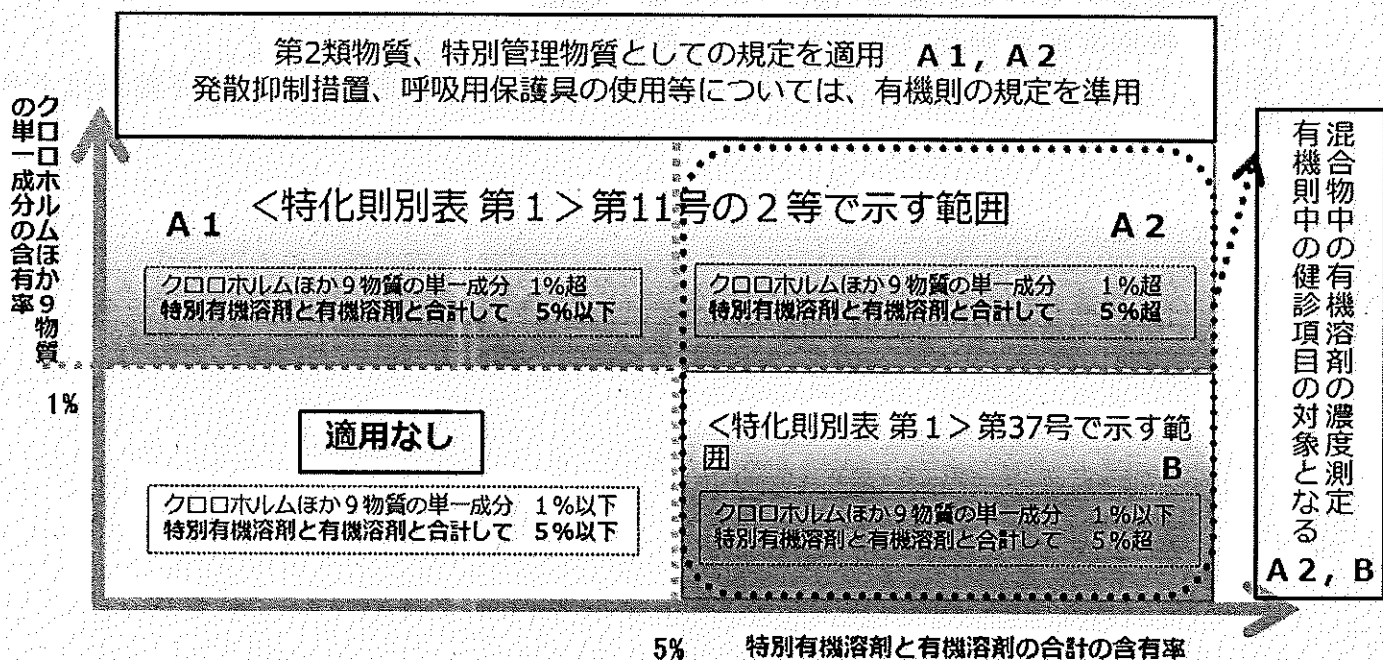 第2類物質、特別管理物質としての規定を適用　A1, A2
発散抑制措置、呼吸用保護具の使用等については、有機則の規定を準用
クロロホルムほか9物質
の単一成分の含有率
1%
＜特化則別表 第1＞第11号の2等で示す範囲
A1
A2
クロロホルムほか9物質の単一成分　1%超
特別有機溶剤と有機溶剤と合計して　5%以下
クロロホルムほか9物質の単一成分　1%超
特別有機溶剤と有機溶剤と合計して　5%超
適用なし
クロロホルムほか9物質の単一成分　1%以下
特別有機溶剤と有機溶剤と合計して　5%以下
＜特化則別表 第1＞第37号で示す範
囲
B
クロロホルムほか9物質の単一成分　1%以下
特別有機溶剤と有機溶剤と合計して　5%超
混合物中の有機溶剤の濃度測定
有機則中の健診項目の対象となる
A2, B
5%　特別有機溶剤と有機溶剤の合計の含有率